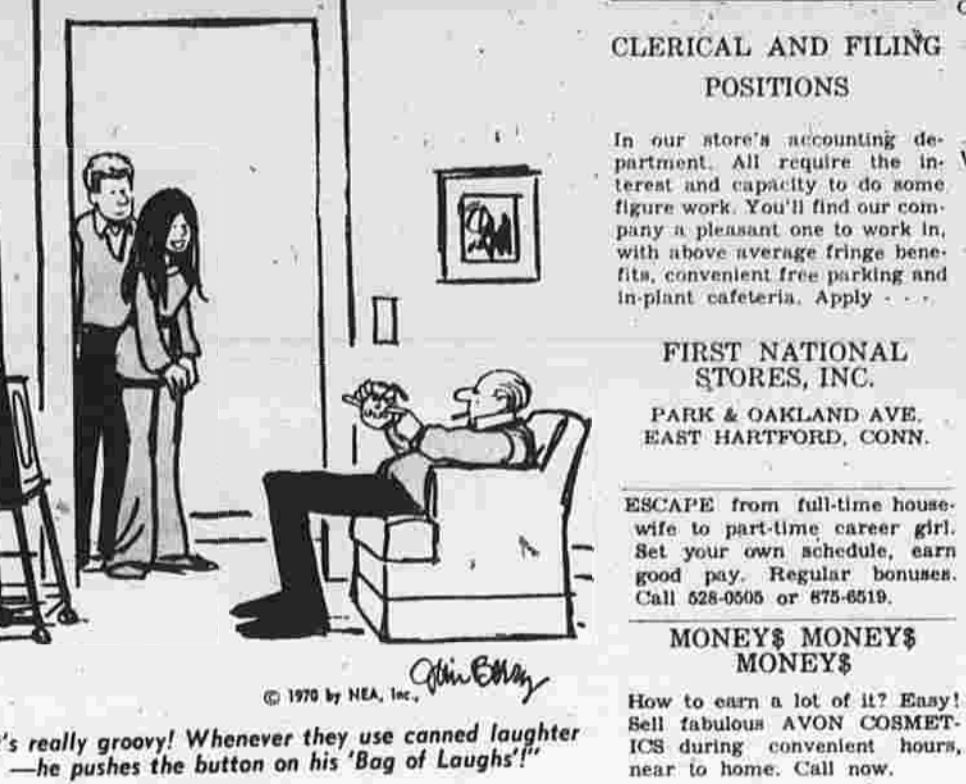 © 1970 by NEA, Inc.,
's really groovy! Whenever they use canned laughter
—he pushes the button on his 'Bag of Laughs'!"
CLERICAL AND FILING
POSITIONS
In our store's accounting de-
partment. All require the in-
terest and capacity to do some
figure work. You'll find our com-
pany a pleasant one to work in,
with above average fringe bene-
fits, convenient free parking and
in-plant cafeteria. Apply - - -.
FIRST NATIONAL
STORES, INC.
PARK & OAKLAND AVE.
EAST HARTFORD, CONN.
ESCAPE from full-time house-
wife to part-time career girl.
Set your own schedule, earn
good pay. Regular bonuses.
Call 528-0505 or 875-6519.
MONEY$ MONEY$
MONEY$
How to earn a lot of it? Easy!
Sell fabulous AVON COSMET-
ICS during convenient hours,
near to home. Call now.